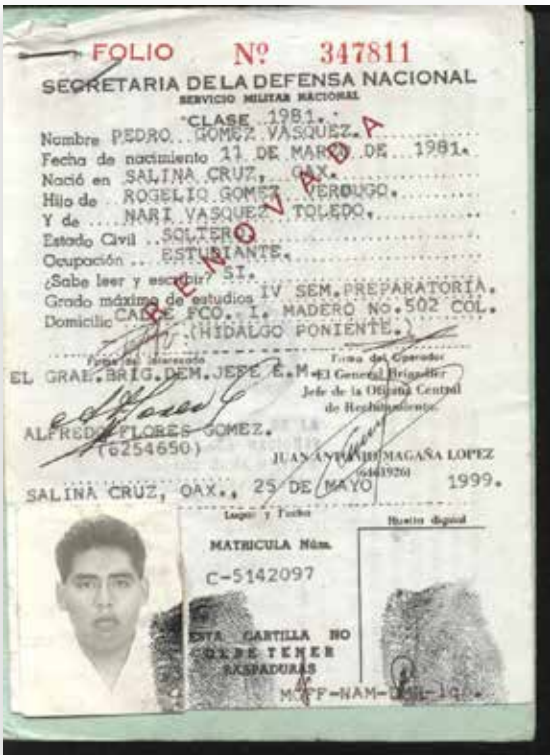 FOLIO Nº 347811
SECRETARIA DE LA DEFENSA NACIONAL
SERVICIO MILITAR NACIONAL
"CLASE 1981."
Nombre PEDRO GOMEZ VASQUEZ.
Fecha de nacimiento 11 DE MARZO DE 1981.
Nació en SALINA CRUZ, OAX.
Hijo de ROGELIO GOMEZ VERDUGO.
Y de NARI VASQUEZ TOLEDO.
Estado Civil SOLTERO.
Ocupación ESTUDIANTE.
¿Sabe leer y escribir? SI.
Grado máximo de estudios IV SEM.PREPARATORIA.
Domicilio CALLE FCO. I. MADERO No.502 COL.
(HIDALGO PONIENTE.)
RENOVADA
Firma del interesado
Firma del Operador
EL GRAL.BRIG.DEM.JEFE E.M.
El General Brigadier
Jefe de la Oficina Central
de Reclutamiento.
ALFREDO FLORES GOMEZ.
(6254650)
JUAN ANTONIO MAGAÑA LOPEZ
SALINA CRUZ, OAX., 25 DE MAYO 1999.
Lugar y Fecha
Huella digital
MATRICULA Núm.
C-5142097
ESTA CARTILLA NO
DEBE TENER
RASPADURAS